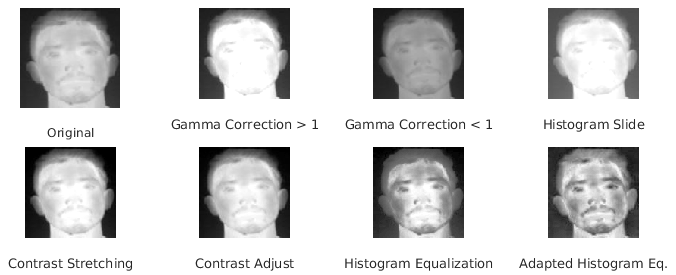 Original
Gamma Correction > 1
Gamma Correction < 1
Histogram Slide
Contrast Stretching
Contrast Adjust
Histogram Equalization
Adapted Histogram Eq.